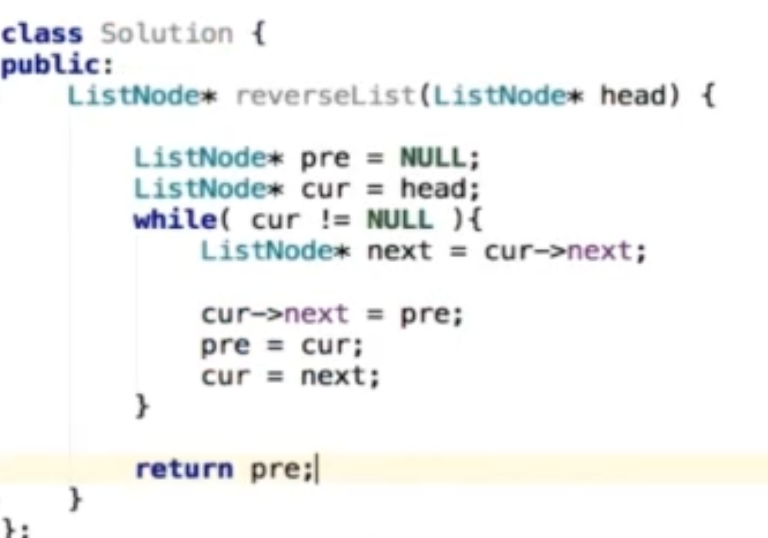 class Solution {
public:
    ListNode* reverseList(ListNode* head) {

        ListNode* pre = NULL;
        ListNode* cur = head;
        while( cur != NULL ){
            ListNode* next = cur->next;

            cur->next = pre;
            pre = cur;
            cur = next;
        }

        return pre;
    }
};